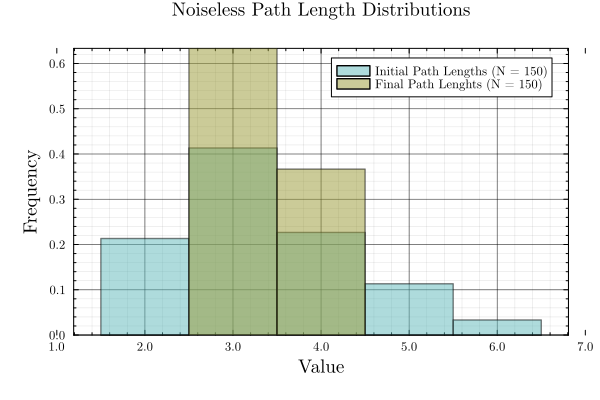 Noiseless Path Length Distributions
Initial Path Lengths (N = 150)
Final Path Lenghts (N = 150)
Frequency
0.6
0.5
0.4
0.3
0.2
0.1
0.0
1.0 2.0 3.0 4.0 5.0 6.0 7.0
Value